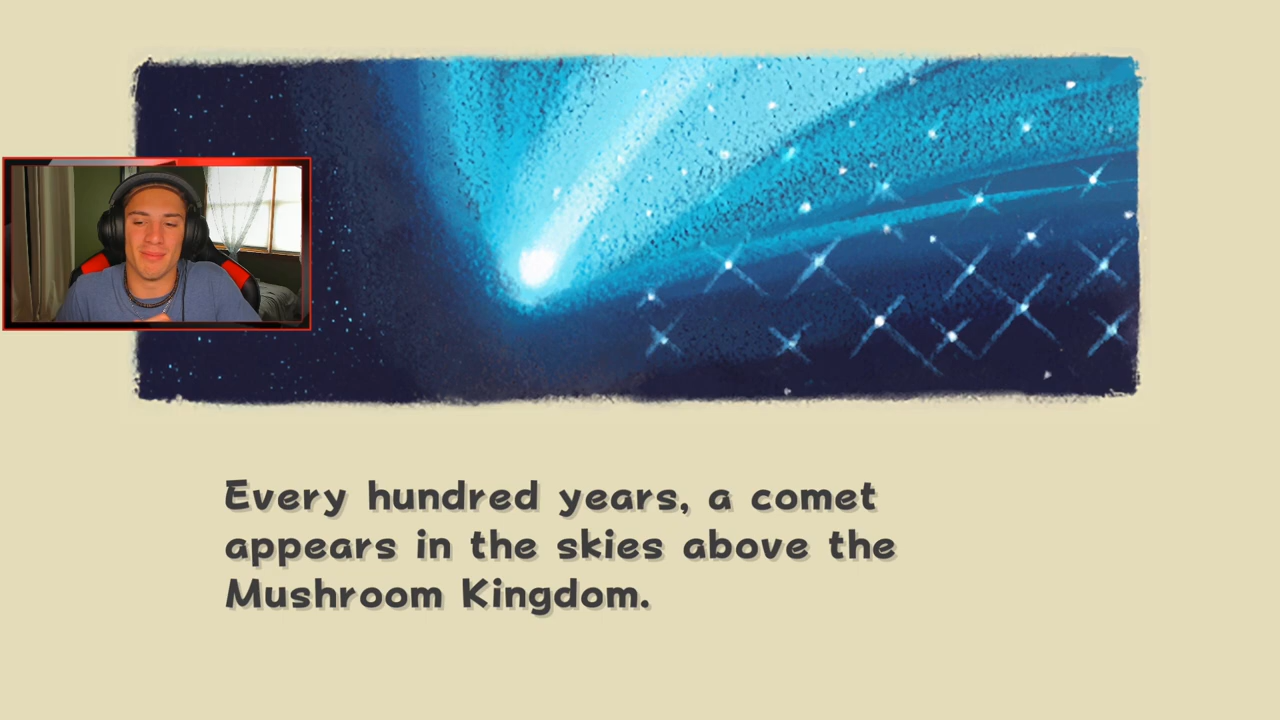 Every hundred years, a comet
appears in the skies above the
Mushroom Kingdom.